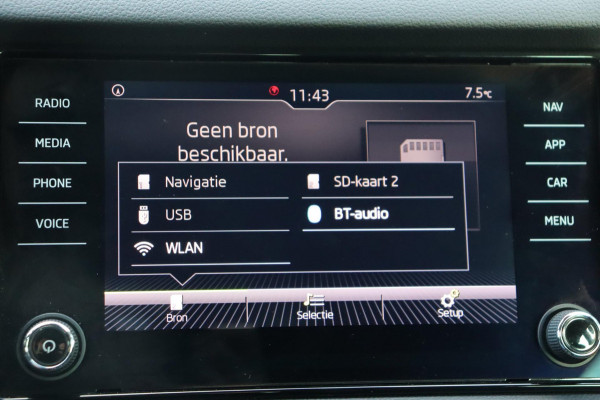 RADIO
MEDIA
PHONE
VOICE
11:43
7.5°C
Geen bron
beschikbaar.
Navigatie
SD-kaart 2
USB
BT-audio
WLAN
Bron
Selectie
Setup
NAV
APP
CAR
MENU